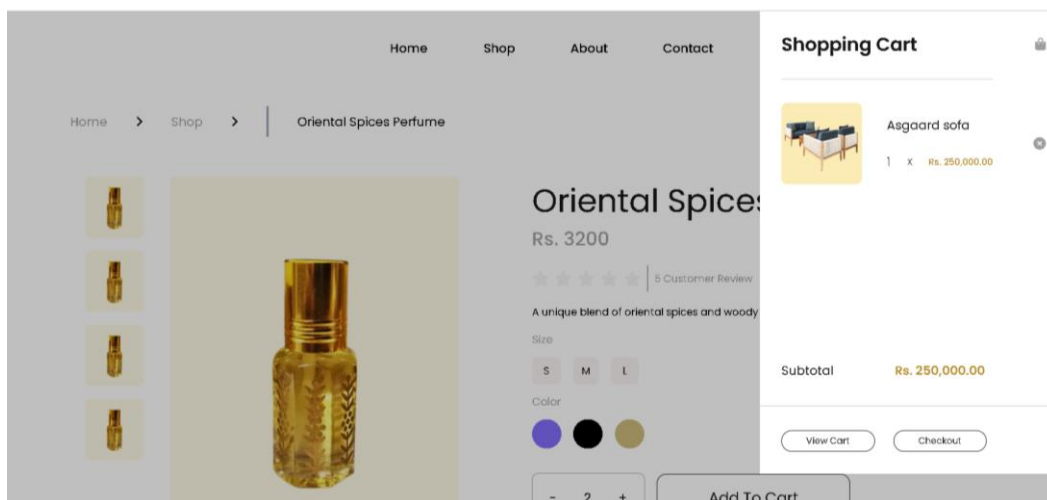 Home Shop About Contact
Home > Shop > Oriental Spices Perfume
Oriental Spices
Rs. 3200
5 Customer Review
A unique blend of oriental spices and woody
Size
S M L
Color
- 2 +
Add To Cart
Shopping Cart
Asgaard sofa
1 X Rs. 250,000.00
Subtotal Rs. 250,000.00
View Cart Checkout